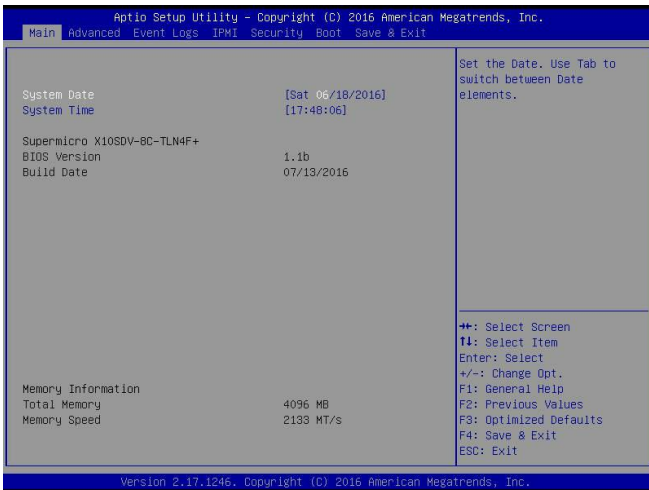 Aptio Setup Utility – Copyright (C) 2016 American Megatrends, Inc.
Main Advanced Event Logs IPMI Security Boot Save & Exit
System Date [Sat 06/18/2016]
System Time [17:48:06]
Supermicro X10SDV-8C-TLN4F+
BIOS Version 1.1b
Build Date 07/13/2016
Memory Information
Total Memory 4096 MB
Memory Speed 2133 MT/s
Set the Date. Use Tab to
switch between Date
elements.
→←: Select Screen
↑↓: Select Item
Enter: Select
+/-: Change Opt.
F1: General Help
F2: Previous Values
F3: Optimized Defaults
F4: Save & Exit
ESC: Exit
Version 2.17.1246. Copyright (C) 2016 American Megatrends, Inc.